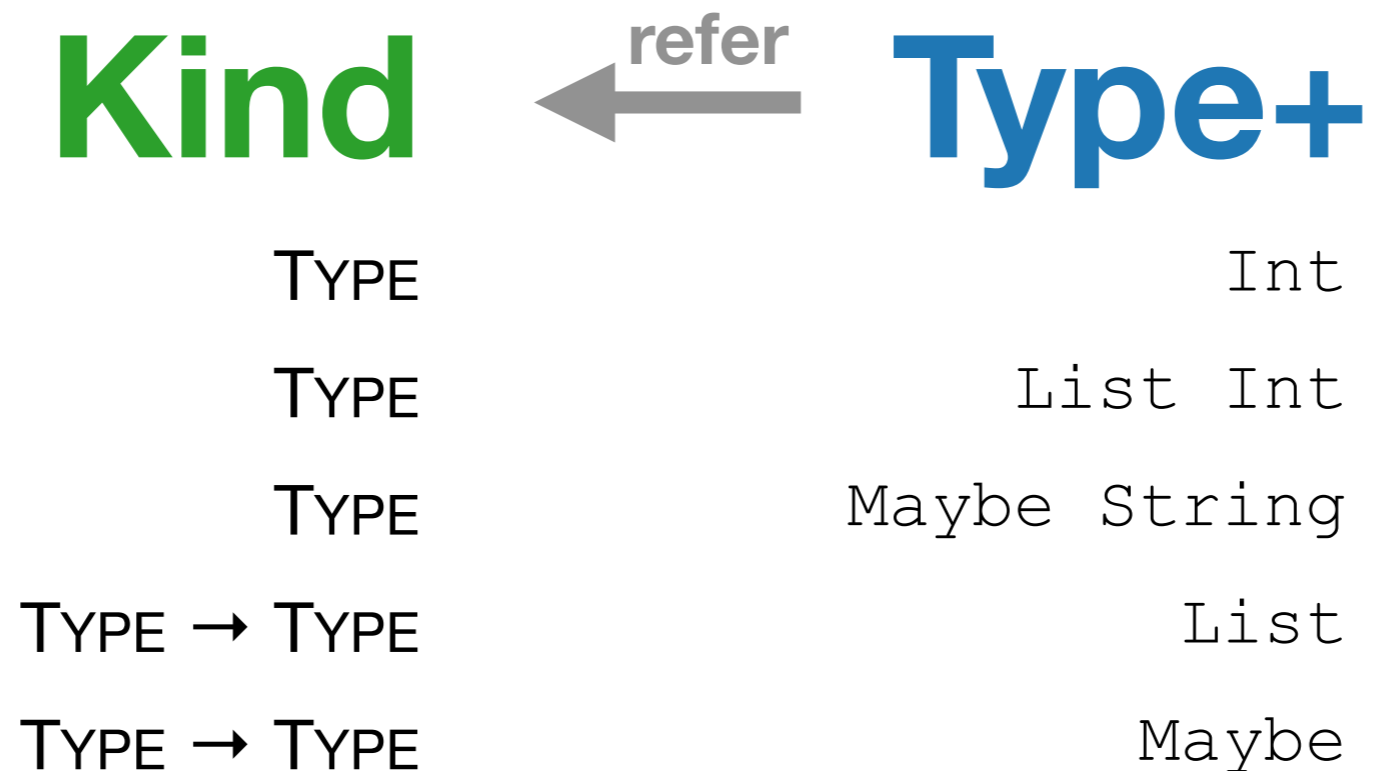 Kind refer Type+
TYPE Int
TYPE List Int
TYPE Maybe String
TYPE → TYPE List
TYPE → TYPE Maybe